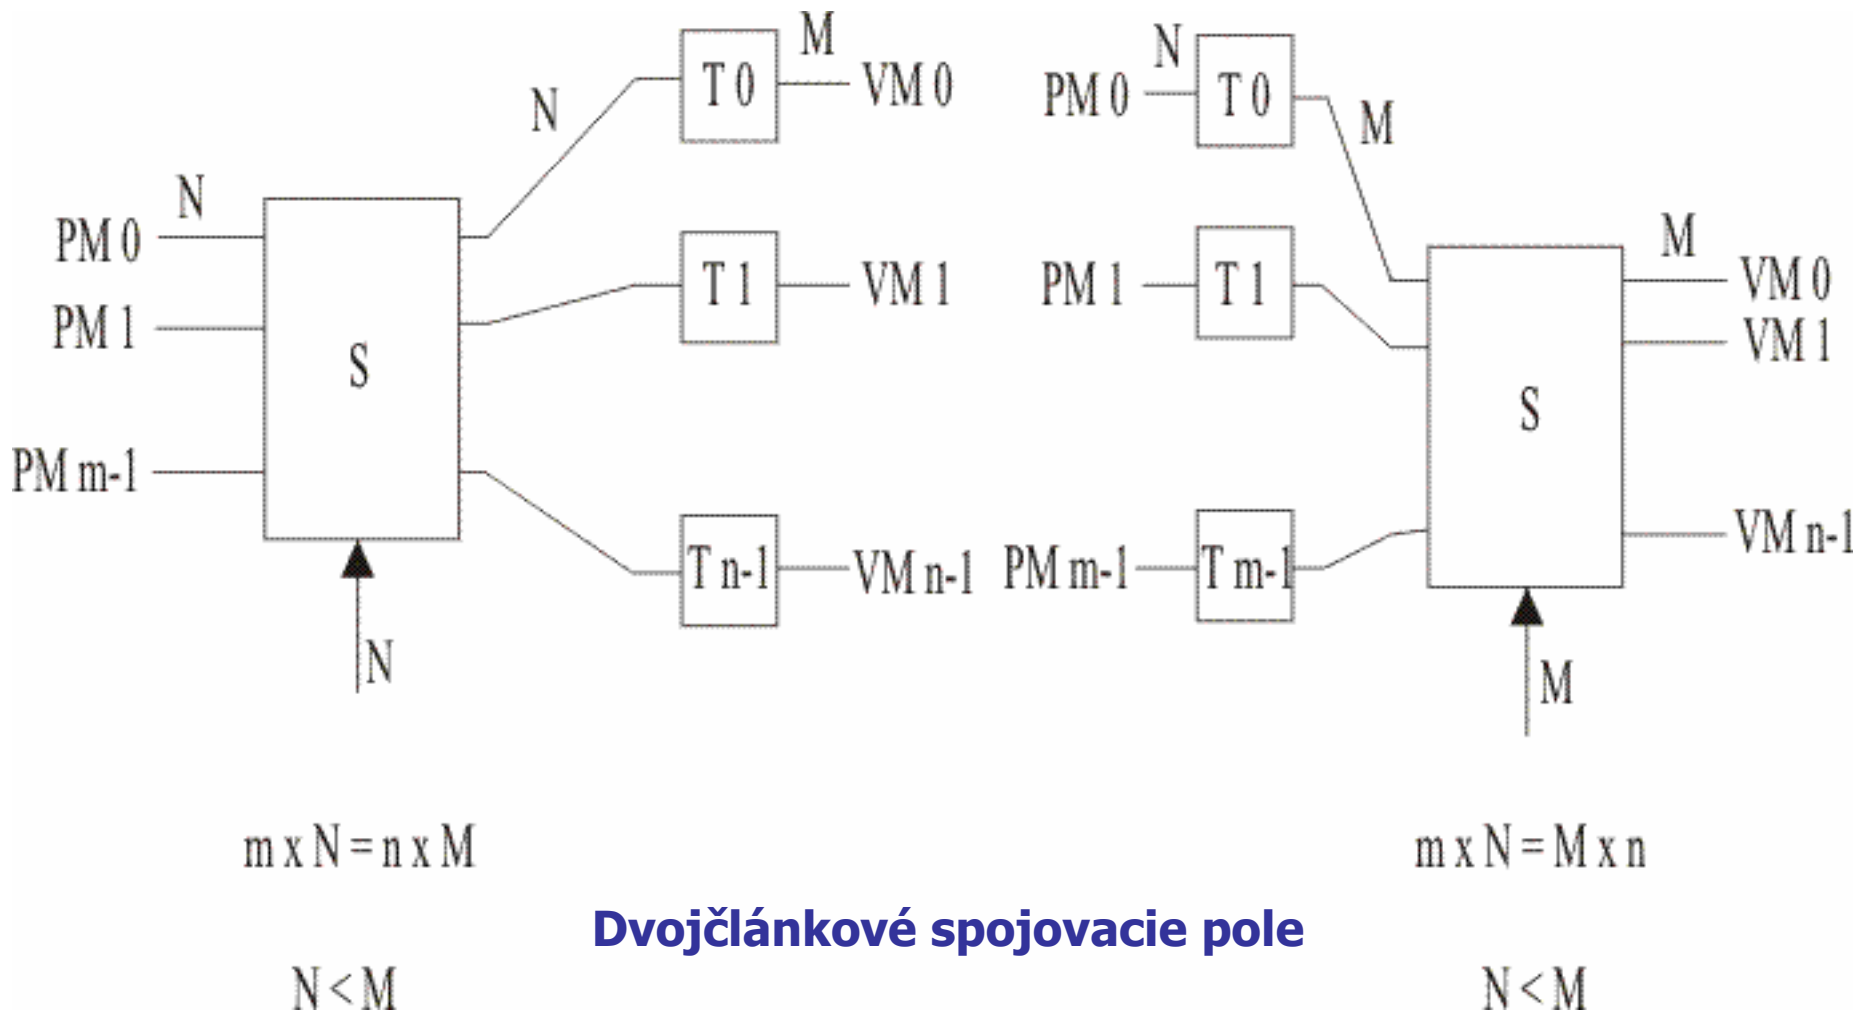 N
T 0
M
VM 0
N
PM 0
PM 1
PM m-1
S
T 1
VM 1
T n-1
VM n-1
N
m x N = n x M
N < M
N
PM 0
T 0
M
PM 1
T 1
PM m-1
T m-1
S
M
VM 0
VM 1
VM n-1
M
m x N = M x n
N < M
Dvojčlánkové spojovacie pole